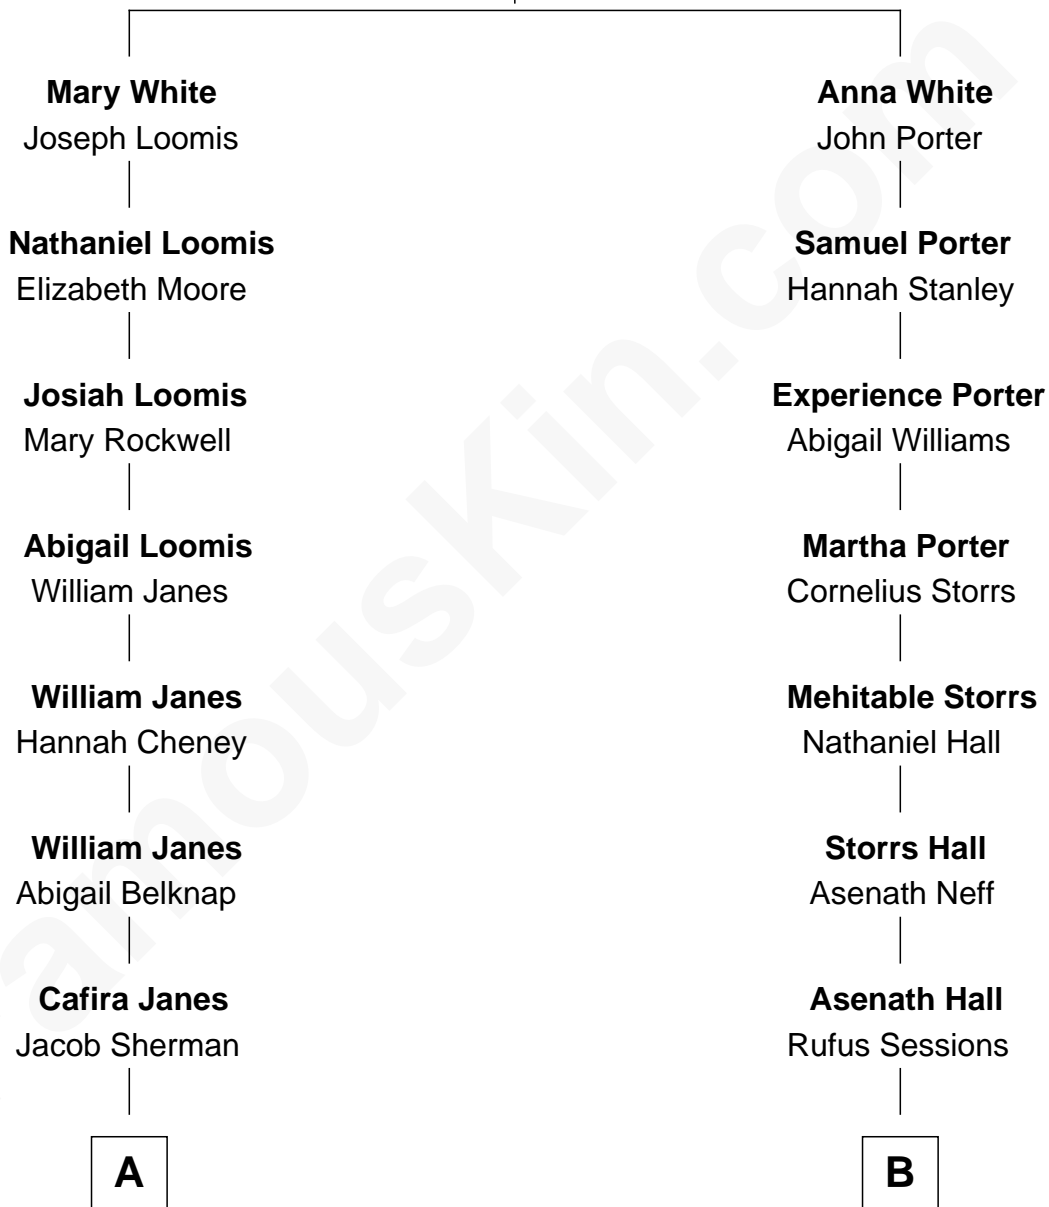 Mary White
Joseph Loomis
Nathaniel Loomis
Elizabeth Moore
Josiah Loomis
Mary Rockwell
Abigail Loomis
William Janes
William Janes
Hannah Cheney
William Janes
Abigail Belknap
Cafira Janes
Jacob Sherman
A
Anna White
John Porter
Samuel Porter
Hannah Stanley
Experience Porter
Abigail Williams
Martha Porter
Cornelius Storrs
Mehitable Storrs
Nathaniel Hall
Storrs Hall
Asenath Neff
Asenath Hall
Rufus Sessions
B
amousKin.com